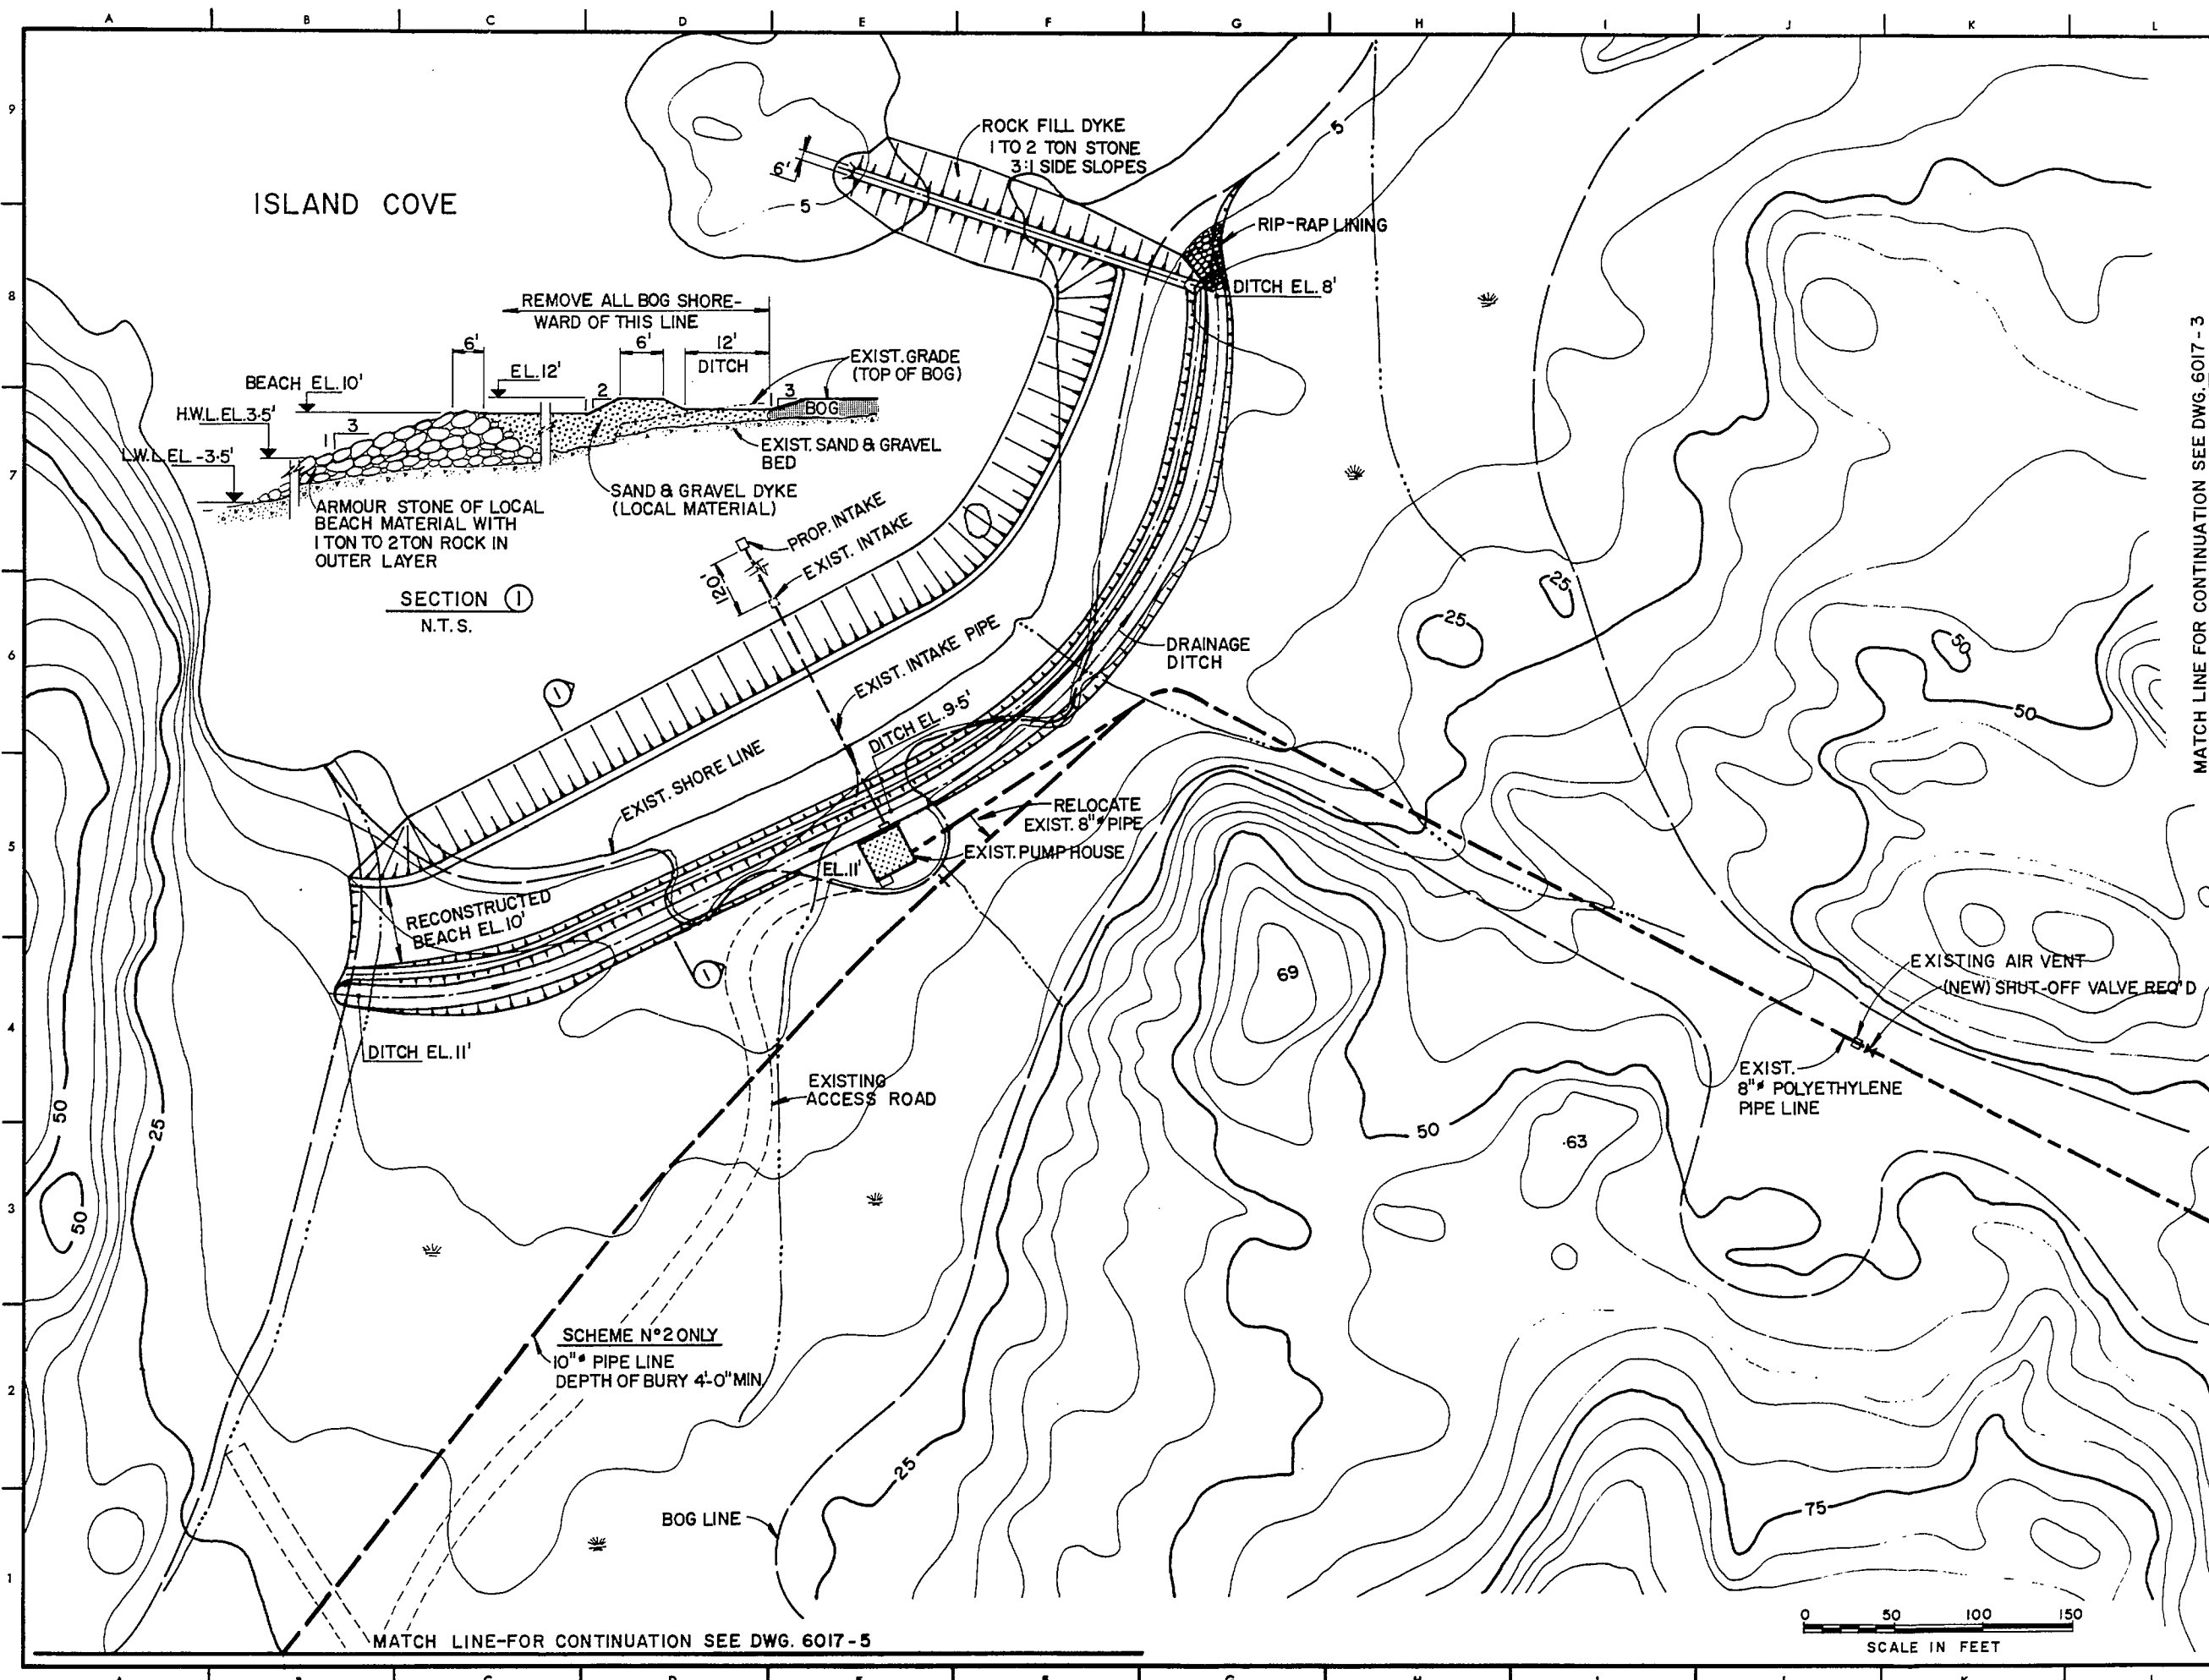 A B C D E F G H I J K L
9
8
7
6
5
4
3
2
1
ISLAND COVE
ROCK FILL DYKE
1 TO 2 TON STONE
3:1 SIDE SLOPES
6'
5
5
RIP-RAP LINING
DITCH EL. 8'
REMOVE ALL BOG SHORE-
WARD OF THIS LINE
6'
6'
12'
DITCH
EL. 12'
EXIST. GRADE
(TOP OF BOG)
BEACH EL. 10'
H.W.L. EL. 3·5'
L.W.L. EL. -3·5'
1
3
2
3
BOG
EXIST. SAND & GRAVEL
BED
SAND & GRAVEL DYKE
(LOCAL MATERIAL)
ARMOUR STONE OF LOCAL
BEACH MATERIAL WITH
1 TON TO 2 TON ROCK IN
OUTER LAYER
SECTION 1
N.T.S.
PROP. INTAKE
EXIST. INTAKE
120'
EXIST. INTAKE PIPE
DRAINAGE
DITCH
1
DITCH EL. 9·5'
EXIST. SHORE LINE
RELOCATE
EXIST. 8"ø PIPE
EXIST. PUMP HOUSE
EL. 11'
RECONSTRUCTED
BEACH EL. 10'
1
DITCH EL. 11'
EXISTING
ACCESS ROAD
25
25
50
50
69
50
·63
EXISTING AIR VENT
(NEW) SHUT-OFF VALVE REQ'D
EXIST.
8"ø POLYETHYLENE
PIPE LINE
50
25
50
SCHEME Nº 2 ONLY
10"ø PIPE LINE
DEPTH OF BURY 4'-0" MIN.
BOG LINE
25
75
MATCH LINE FOR CONTINUATION SEE DWG. 6017-3
MATCH LINE-FOR CONTINUATION SEE DWG. 6017-5
0 50 100 150
SCALE IN FEET